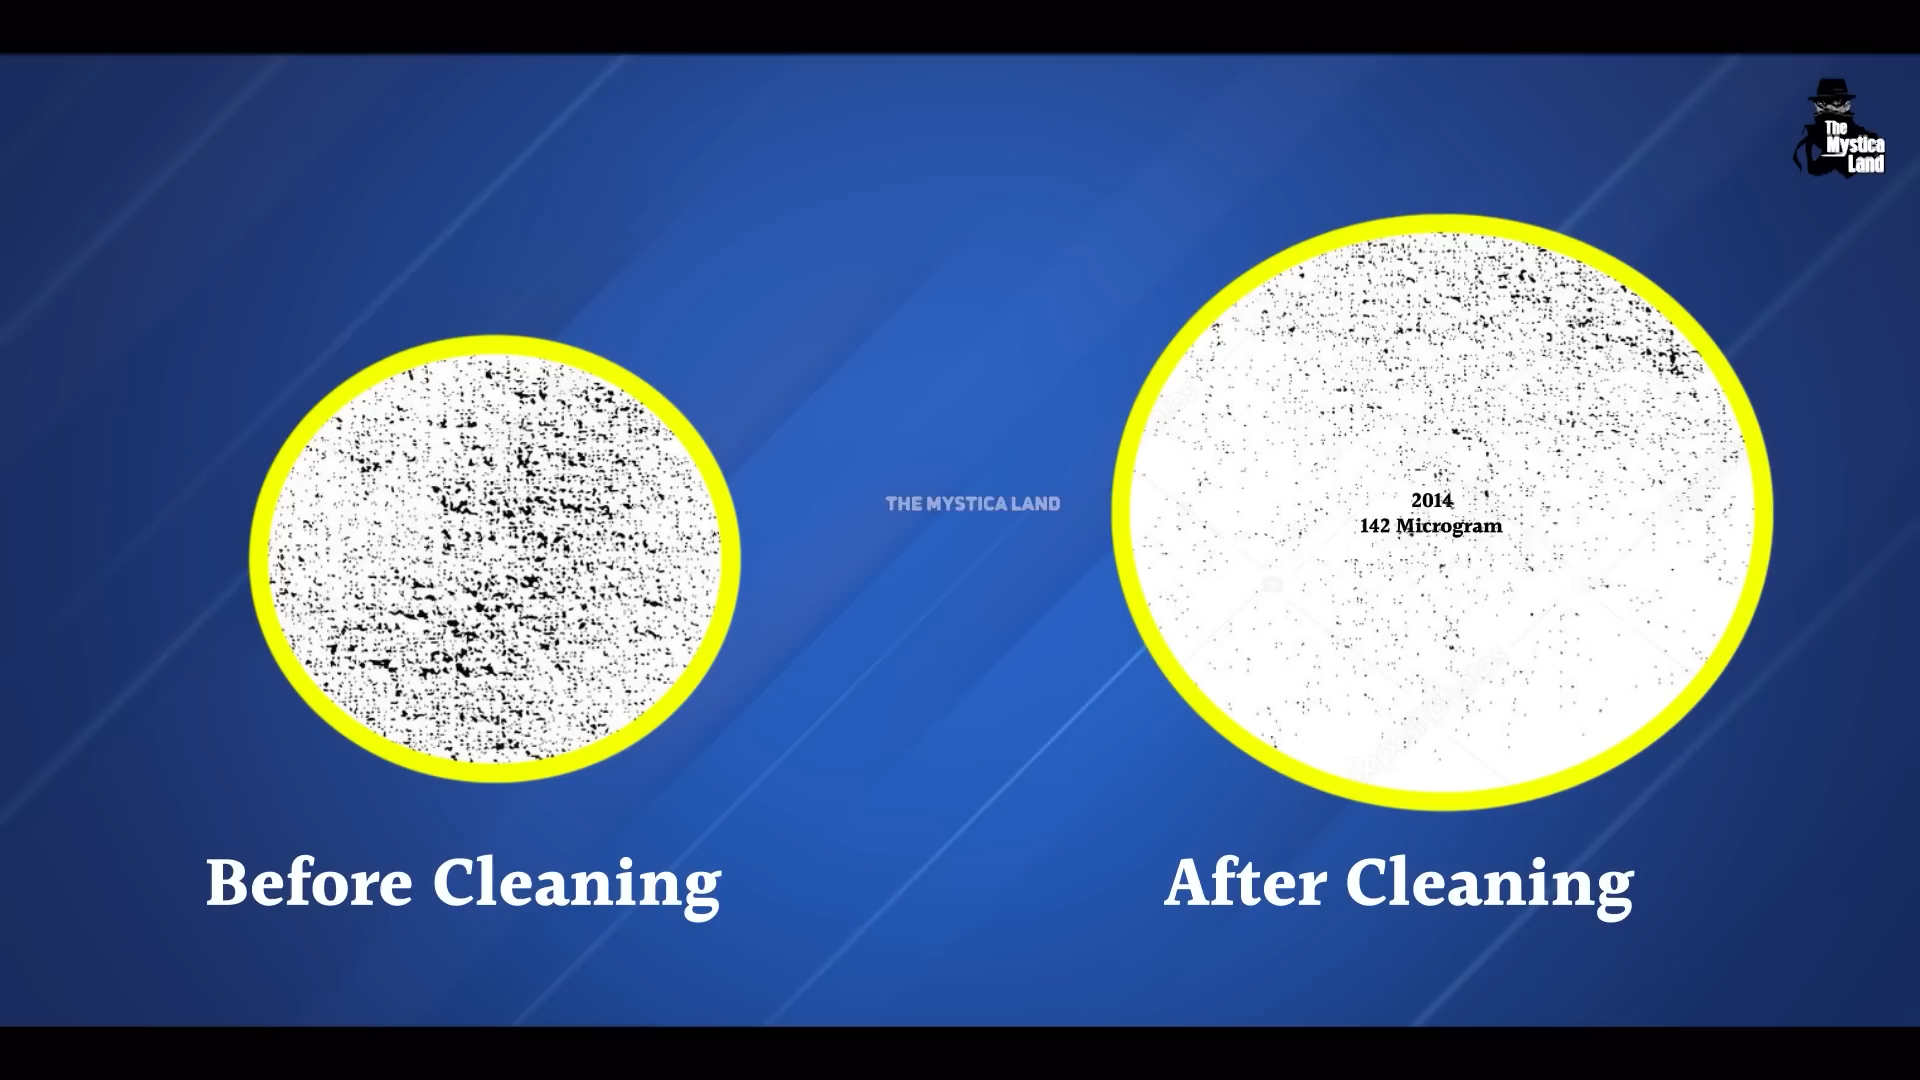 The
Mystica
Land
THE MYSTICA LAND
2014
142 Microgram
Before Cleaning
After Cleaning